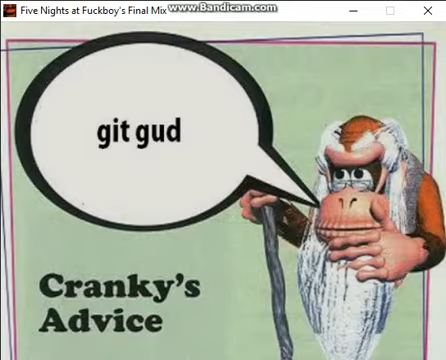 Five Nights at Fuckboy's Final Mix
www.Bandicam.com
git gud
Cranky's
Advice